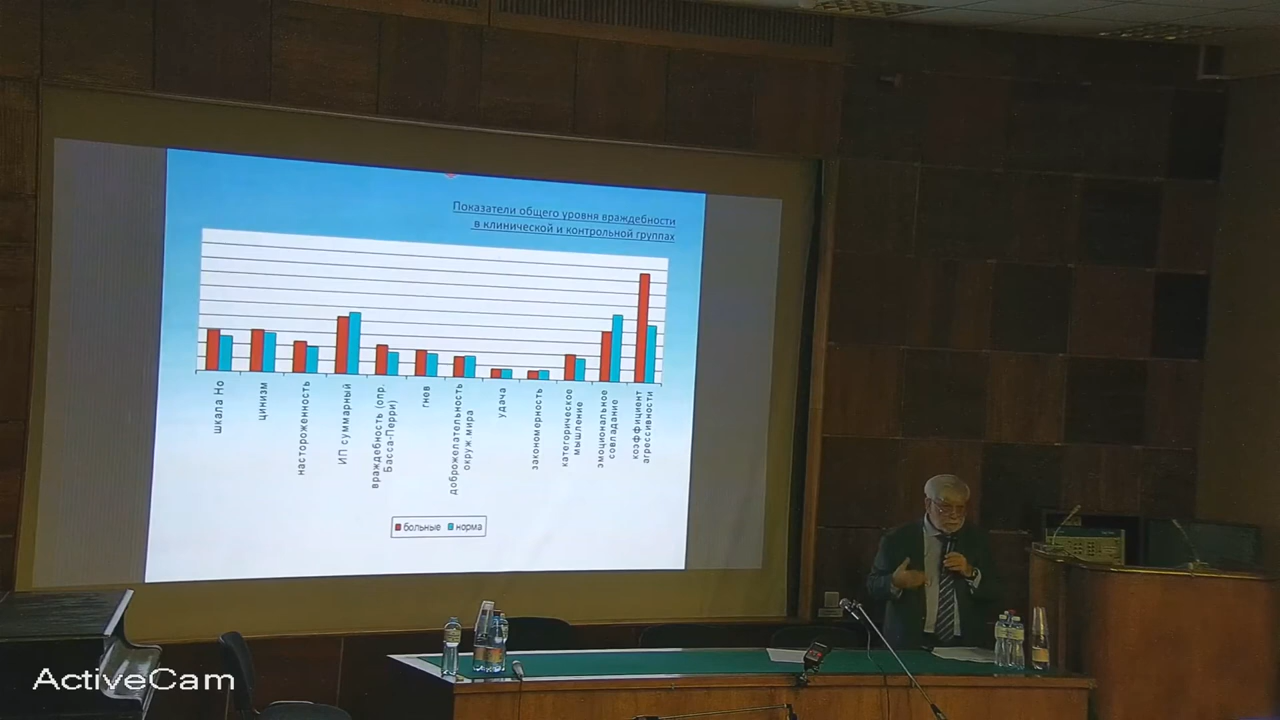 Показатели общего уровня враждебности
в клинической и контрольной группах
шкала Но
цинизм
настороженность
ИП суммарный
враждебность (опр.
Басса-Перри)
гнев
доброжелательность
окруж. мира
удача
закономерность
категорическое
мышление
эмоциональное
совладание
коэффициент
агрессивности
больные норма
ActiveCam